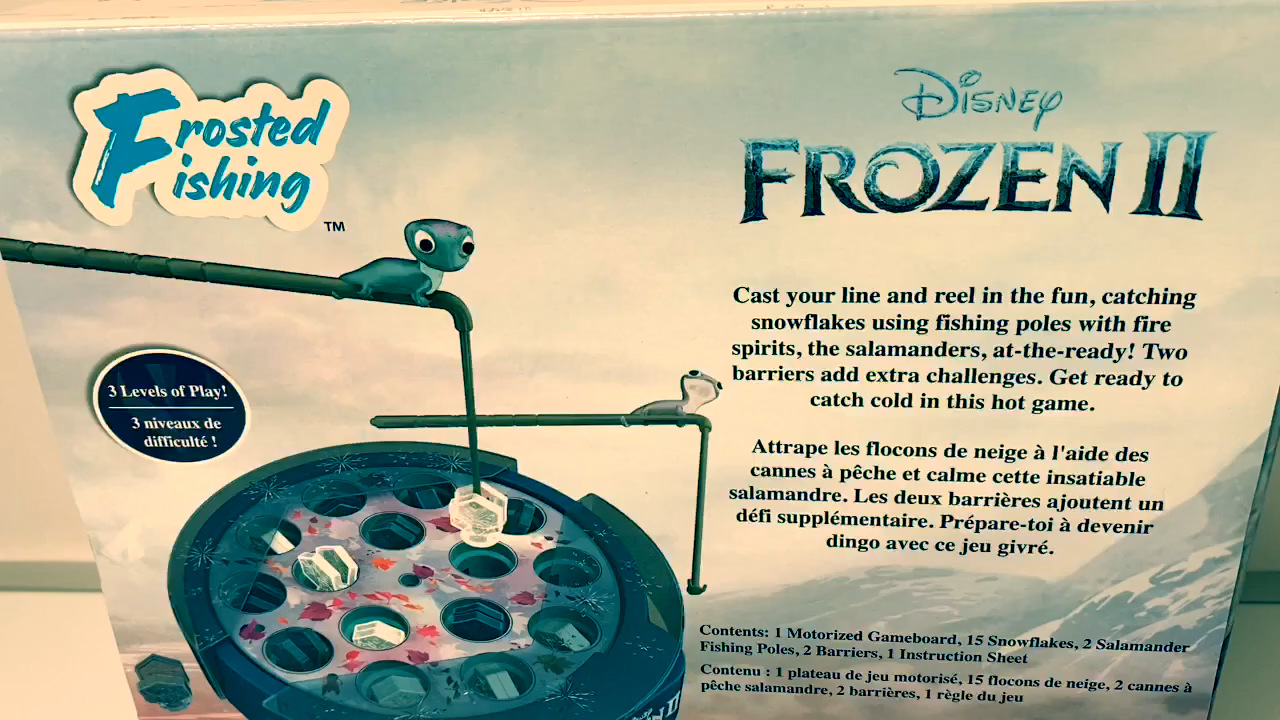 Frosted
Fishing
TM
Disney
FROZEN II
Cast your line and reel in the fun, catching
snowflakes using fishing poles with fire
spirits, the salamanders, at-the-ready! Two
barriers add extra challenges. Get ready to
catch cold in this hot game.
3 Levels of Play!
3 niveaux de
difficulté !
Attrape les flocons de neige à l'aide des
cannes à pêche et calme cette insatiable
salamandre. Les deux barrières ajoutent un
défi supplémentaire. Prépare-toi à devenir
dingo avec ce jeu givré.
Contents: 1 Motorized Gameboard, 15 Snowflakes, 2 Salamander
Fishing Poles, 2 Barriers, 1 Instruction Sheet
Contenu : 1 plateau de jeu motorisé, 15 flocons de neige, 2 cannes à
pêche salamandre, 2 barrières, 1 règle du jeu